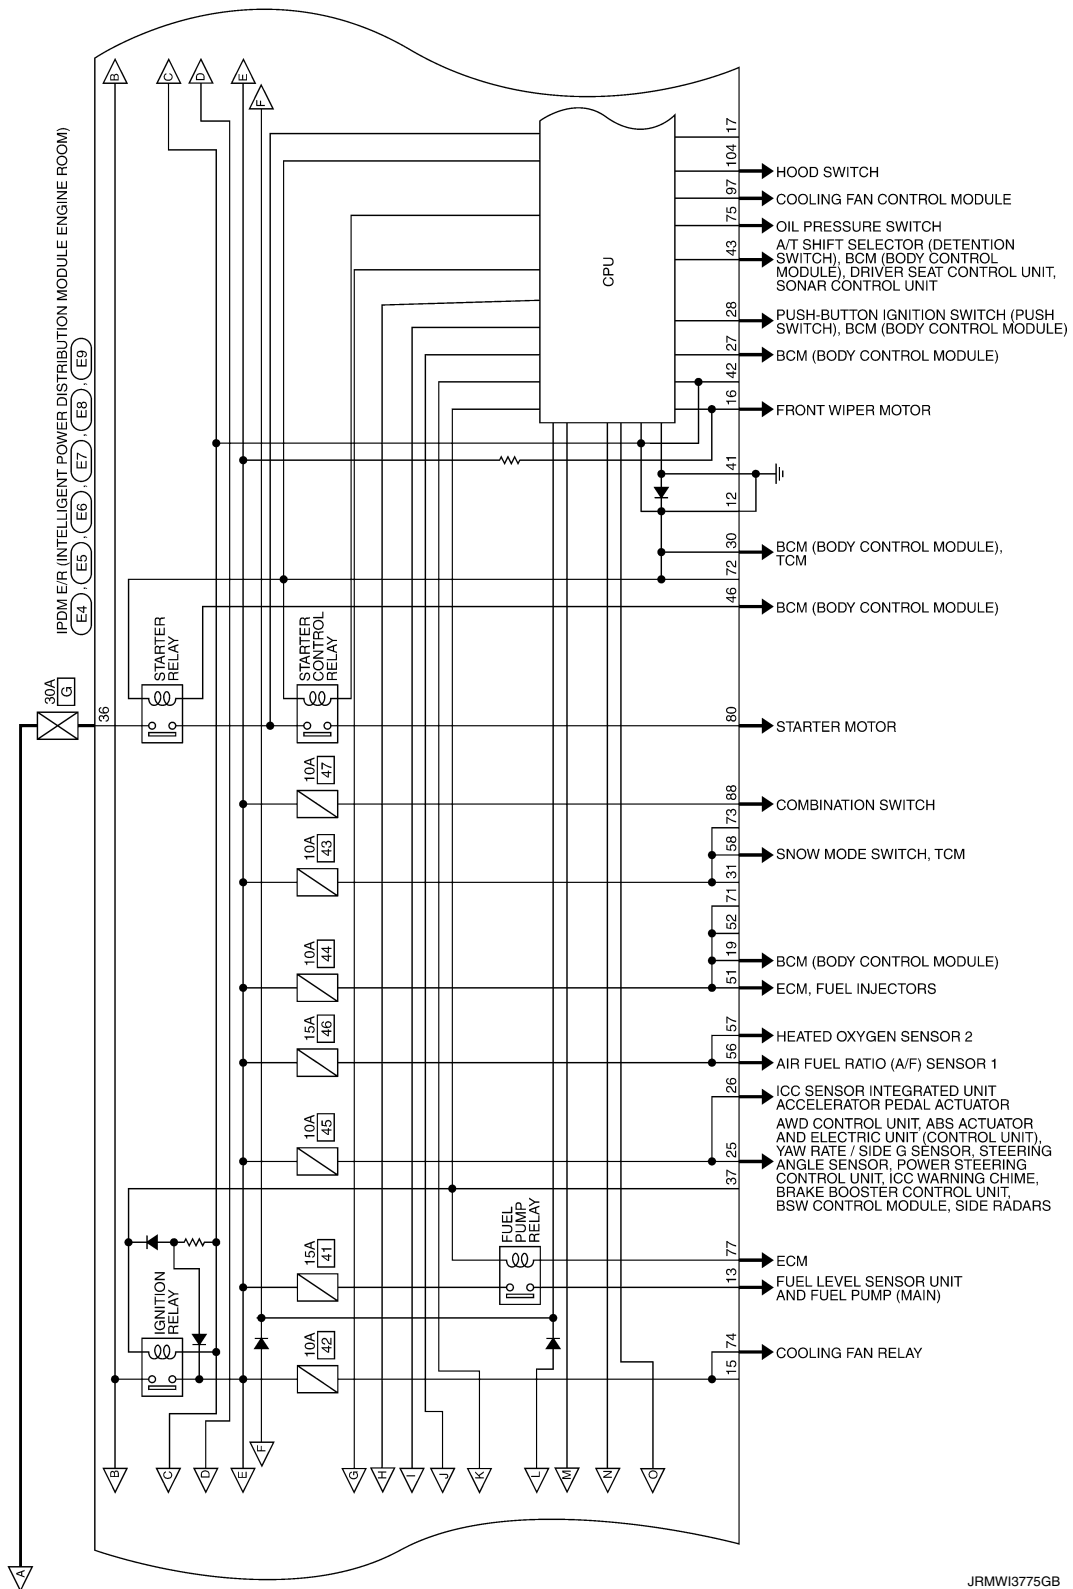 B
C
D
E
F
IPDM E/R (INTELLIGENT POWER DISTRIBUTION MODULE ENGINE ROOM)
E4 , E5 , E6 , E7 , E8 , E9
CPU
17
104
HOOD SWITCH
97
COOLING FAN CONTROL MODULE
75
OIL PRESSURE SWITCH
43
A/T SHIFT SELECTOR (DETENTION
SWITCH), BCM (BODY CONTROL
MODULE), DRIVER SEAT CONTROL UNIT,
SONAR CONTROL UNIT
28
PUSH-BUTTON IGNITION SWITCH (PUSH
SWITCH), BCM (BODY CONTROL MODULE)
27
BCM (BODY CONTROL MODULE)
42
16
FRONT WIPER MOTOR
41
12
30
BCM (BODY CONTROL MODULE),
TCM
72
46
BCM (BODY CONTROL MODULE)
STARTER
RELAY
STARTER
CONTROL
RELAY
30A
G
36
80
STARTER MOTOR
10A
47
88
COMBINATION SWITCH
73
10A
43
58
SNOW MODE SWITCH, TCM
31
71
52
10A
44
19
BCM (BODY CONTROL MODULE)
51
ECM, FUEL INJECTORS
15A
46
57
HEATED OXYGEN SENSOR 2
56
AIR FUEL RATIO (A/F) SENSOR 1
26
ICC SENSOR INTEGRATED UNIT
ACCELERATOR PEDAL ACTUATOR
10A
45
25
AWD CONTROL UNIT, ABS ACTUATOR
AND ELECTRIC UNIT (CONTROL UNIT),
YAW RATE / SIDE G SENSOR, STEERING
ANGLE SENSOR, POWER STEERING
CONTROL UNIT, ICC WARNING CHIME,
BRAKE BOOSTER CONTROL UNIT,
BSW CONTROL MODULE, SIDE RADARS
37
FUEL
PUMP
RELAY
77
ECM
15A
41
13
FUEL LEVEL SENSOR UNIT
AND FUEL PUMP (MAIN)
IGNITION
RELAY
10A
42
74
COOLING FAN RELAY
15
F
B
C
D
E
G
H
I
J
K
L
M
N
O
A
JRMWI3775GB